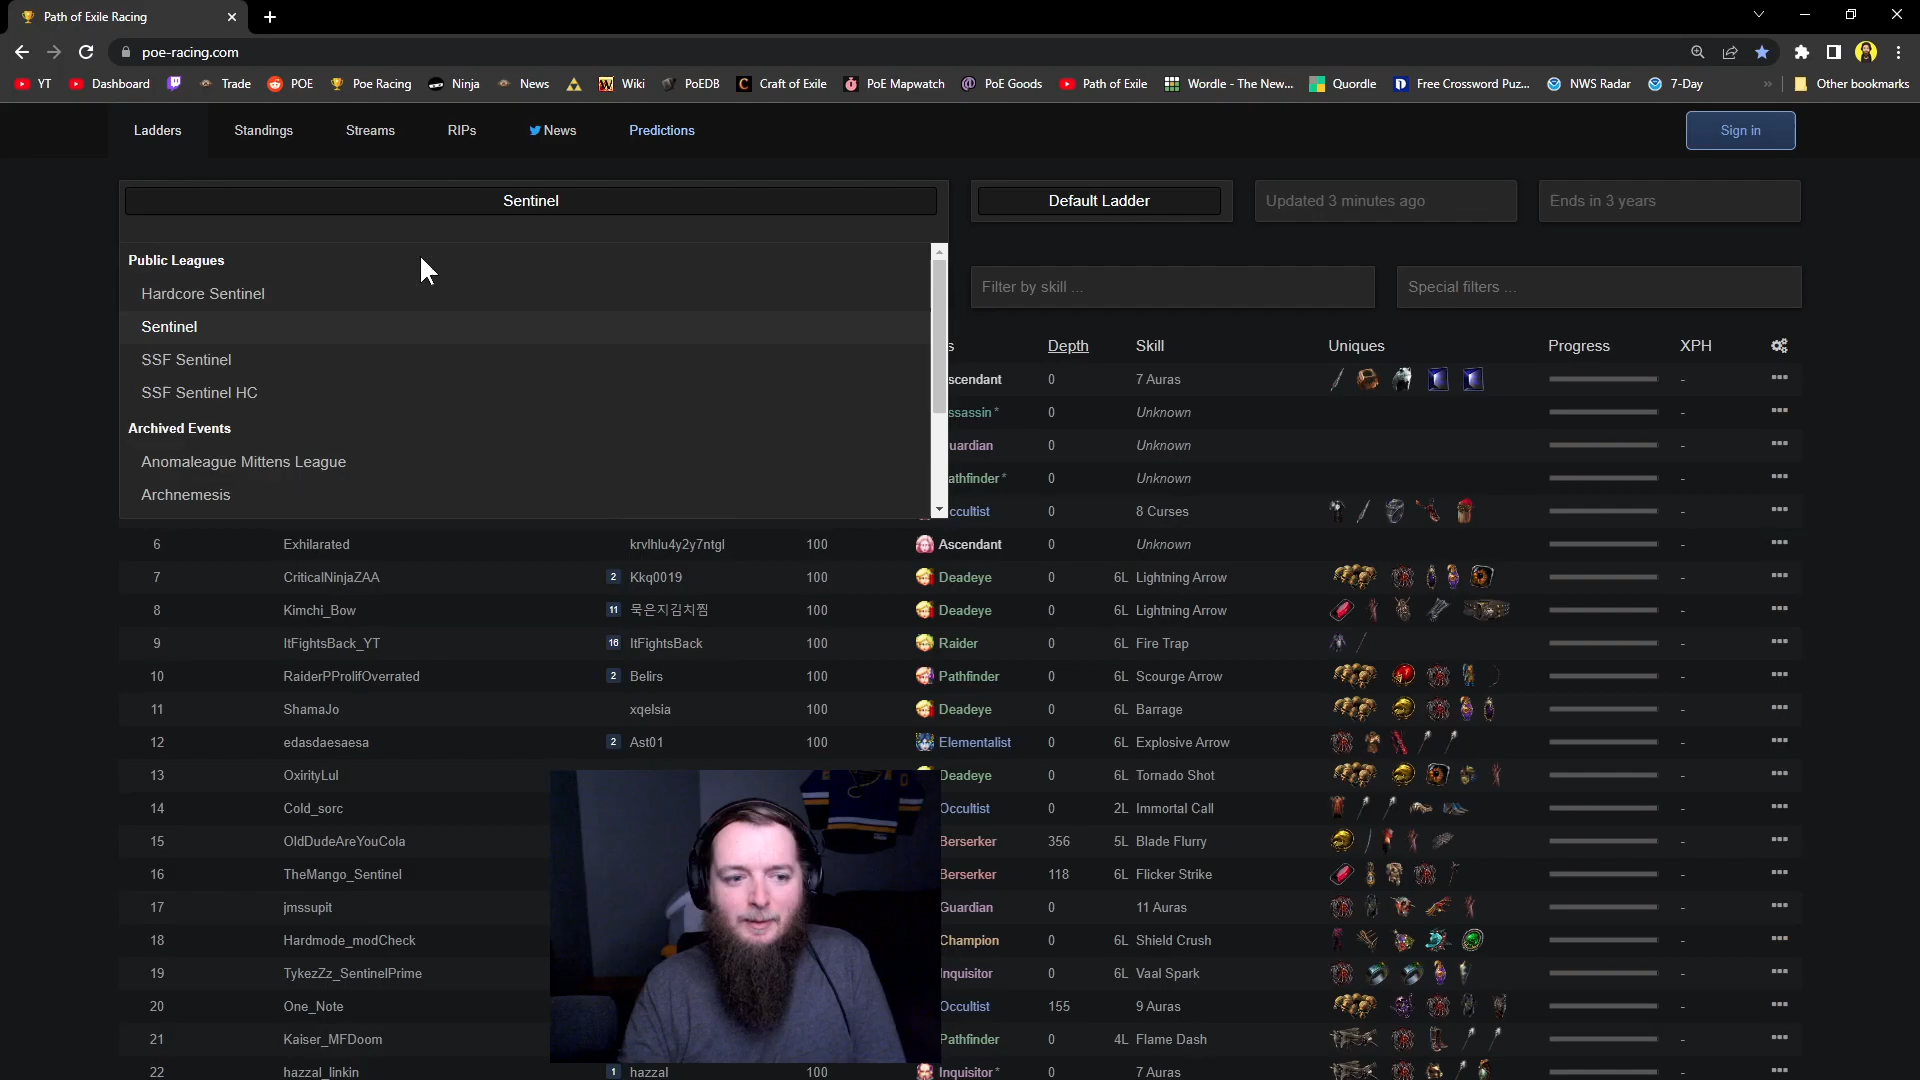 Path of Exile Racing
poe-racing.com
YT Dashboard Trade POE Poe Racing Ninja News Wiki PoEDB Craft of Exile PoE Mapwatch PoE Goods Path of Exile Wordle - The New... Quordle Free Crossword Puz... NWS Radar 7-Day » Other bookmarks
Ladders Standings Streams RIPs News Predictions Sign in
Sentinel Default Ladder Updated 3 minutes ago Ends in 3 years
Public Leagues
Hardcore Sentinel Filter by skill ... Special filters ...
Sentinel
s Depth Skill Uniques Progress XPH
SSF Sentinel
scendant 0 7 Auras -
SSF Sentinel HC
ssassin* 0 Unknown -
Archived Events
uardian 0 Unknown -
Anomaleague Mittens League
athfinder* 0 Unknown -
Archnemesis
ccultist 0 8 Curses -
6 Exhilarated krvlhlu4y2y7ntgl 100 Ascendant 0 Unknown -
7 CriticalNinjaZAA 2 Kkq0019 100 Deadeye 0 6L Lightning Arrow -
8 Kimchi_Bow 11 묵은지김치찜 100 Deadeye 0 6L Lightning Arrow -
9 ItFightsBack_YT 16 ItFightsBack 100 Raider 0 6L Fire Trap -
10 RaiderPProlifOverrated 2 Belirs 100 Pathfinder 0 6L Scourge Arrow -
11 ShamaJo xqelsia 100 Deadeye 0 6L Barrage -
12 edasdaesaesa 2 Ast01 100 Elementalist 0 6L Explosive Arrow -
13 OxirityLul Deadeye 0 6L Tornado Shot -
14 Cold_sorc Occultist 0 2L Immortal Call -
15 OldDudeAreYouCola Berserker 356 5L Blade Flurry -
16 TheMango_Sentinel Berserker 118 6L Flicker Strike -
17 jmssupit Guardian 0 11 Auras -
18 Hardmode_modCheck Champion 0 6L Shield Crush -
19 TykezZz_SentinelPrime Inquisitor 0 6L Vaal Spark -
20 One_Note Occultist 155 9 Auras -
21 Kaiser_MFDoom Pathfinder 0 4L Flame Dash -
22 hazzal_linkin 1 hazzal 100 Inquisitor* 0 7 Auras -